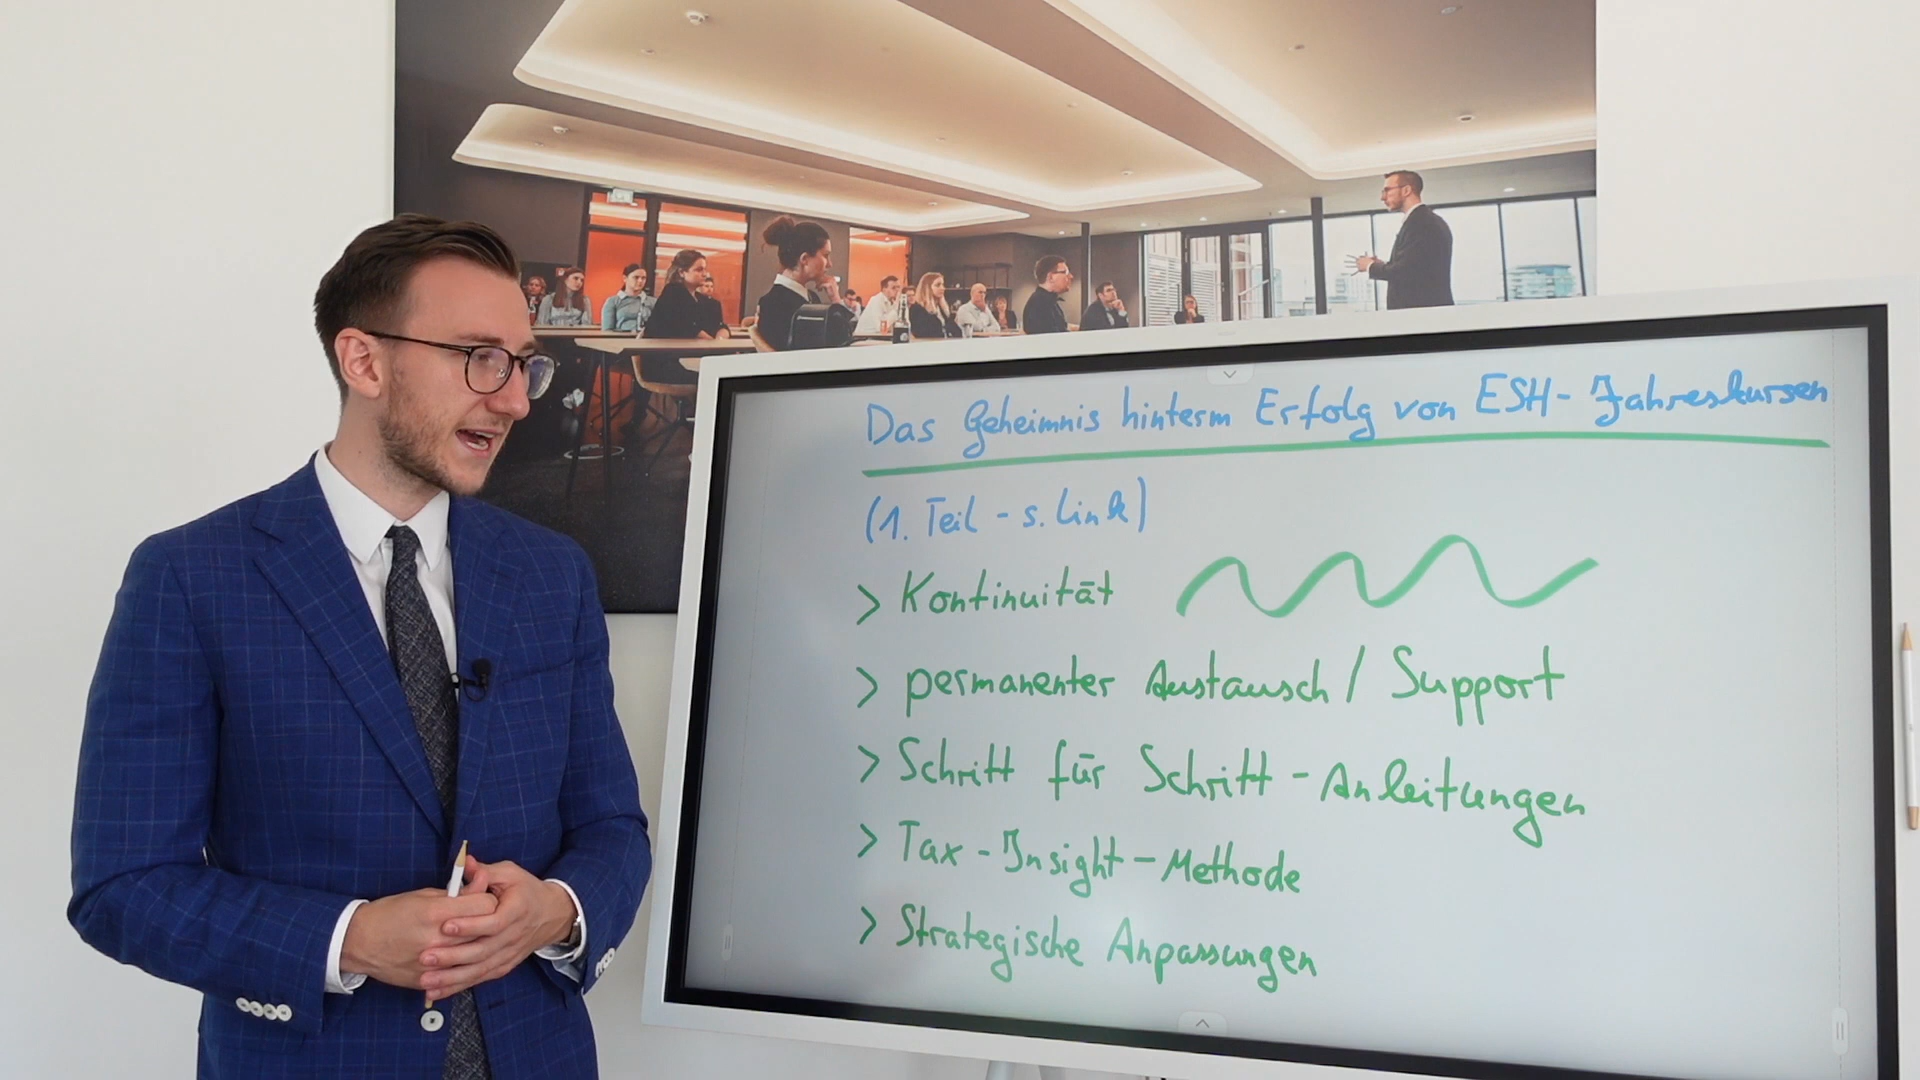 Das Geheimnis hinterm Erfolg von ESH-Jahreskursen
(1. Teil - s. Link)
> Kontinuität
> permanenter Austausch / Support
> Schritt für Schritt-Anleitungen
> Tax-Insight-Methode
> Strategische Anpassungen